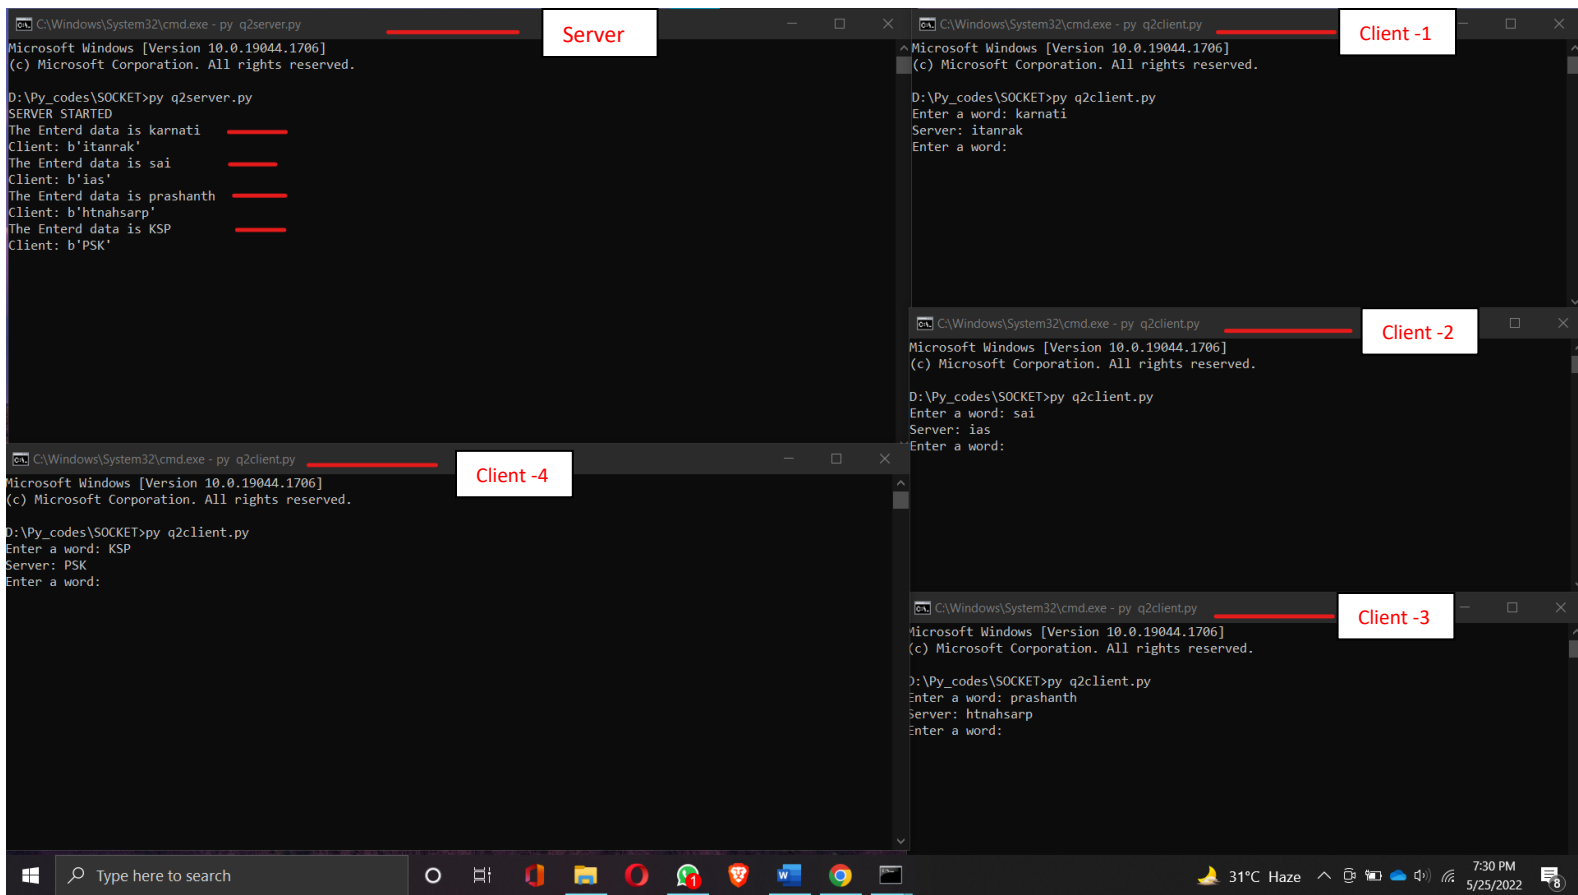 C:\Windows\System32\cmd.exe - py  q2server.py
Server
Microsoft Windows [Version 10.0.19044.1706]
(c) Microsoft Corporation. All rights reserved.
D:\Py_codes\SOCKET>py q2server.py
SERVER STARTED
The Enterd data is karnati
Client: b'itanrak'
The Enterd data is sai
Client: b'ias'
The Enterd data is prashanth
Client: b'htnahsarp'
The Enterd data is KSP
Client: b'PSK'
C:\Windows\System32\cmd.exe - py  q2client.py
Client -1
Microsoft Windows [Version 10.0.19044.1706]
(c) Microsoft Corporation. All rights reserved.
D:\Py_codes\SOCKET>py q2client.py
Enter a word: karnati
Server: itanrak
Enter a word:
C:\Windows\System32\cmd.exe - py  q2client.py
Client -2
Microsoft Windows [Version 10.0.19044.1706]
(c) Microsoft Corporation. All rights reserved.
D:\Py_codes\SOCKET>py q2client.py
Enter a word: sai
Server: ias
Enter a word:
C:\Windows\System32\cmd.exe - py  q2client.py
Client -4
Microsoft Windows [Version 10.0.19044.1706]
(c) Microsoft Corporation. All rights reserved.
D:\Py_codes\SOCKET>py q2client.py
Enter a word: KSP
Server: PSK
Enter a word:
C:\Windows\System32\cmd.exe - py  q2client.py
Client -3
Microsoft Windows [Version 10.0.19044.1706]
(c) Microsoft Corporation. All rights reserved.
D:\Py_codes\SOCKET>py q2client.py
Enter a word: prashanth
Server: htnahsarp
Enter a word:
Type here to search
1
W
31°C Haze
7:30 PM
5/25/2022
8